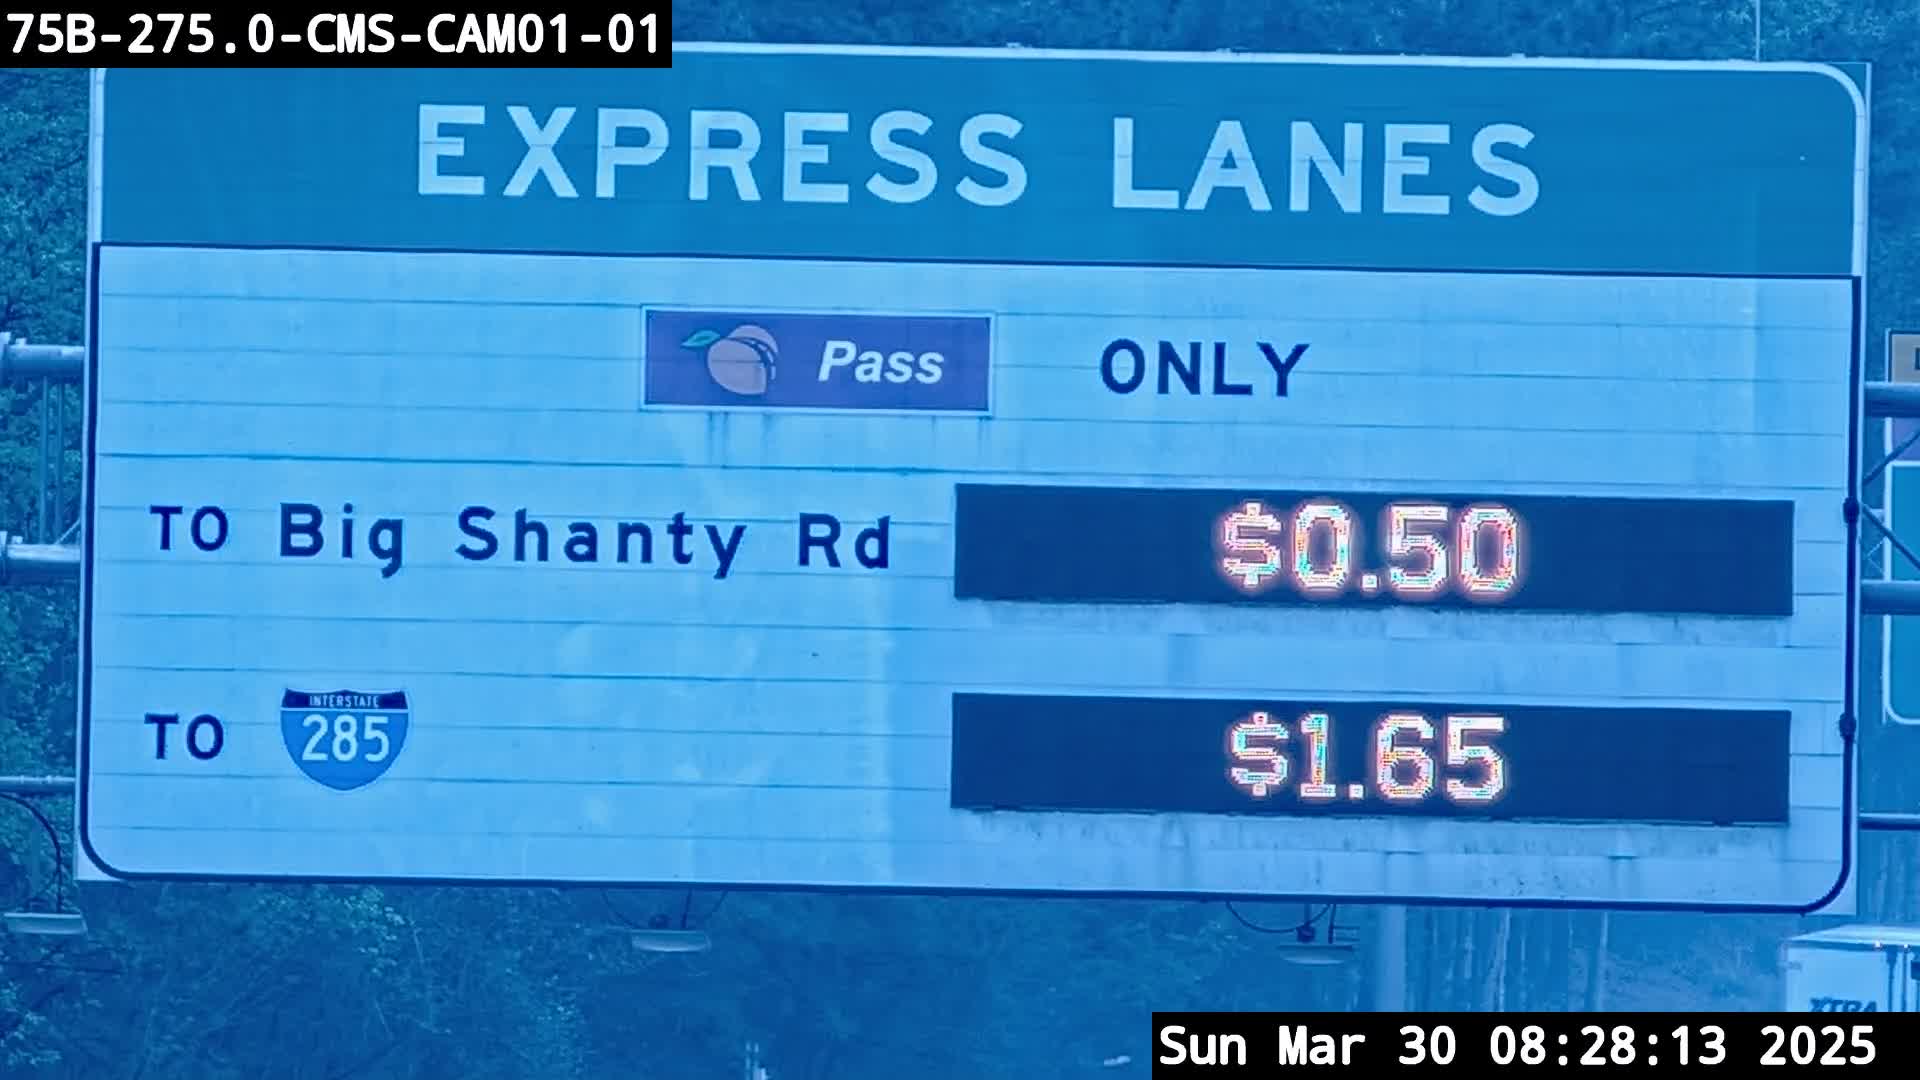 75B-275.0-CMS-CAM01-01
EXPRESS LANES
Pass ONLY
TO Big Shanty Rd $0.50
TO INTERSTATE 285 $1.65
XTRA
Sun Mar 30 08:28:13 2025